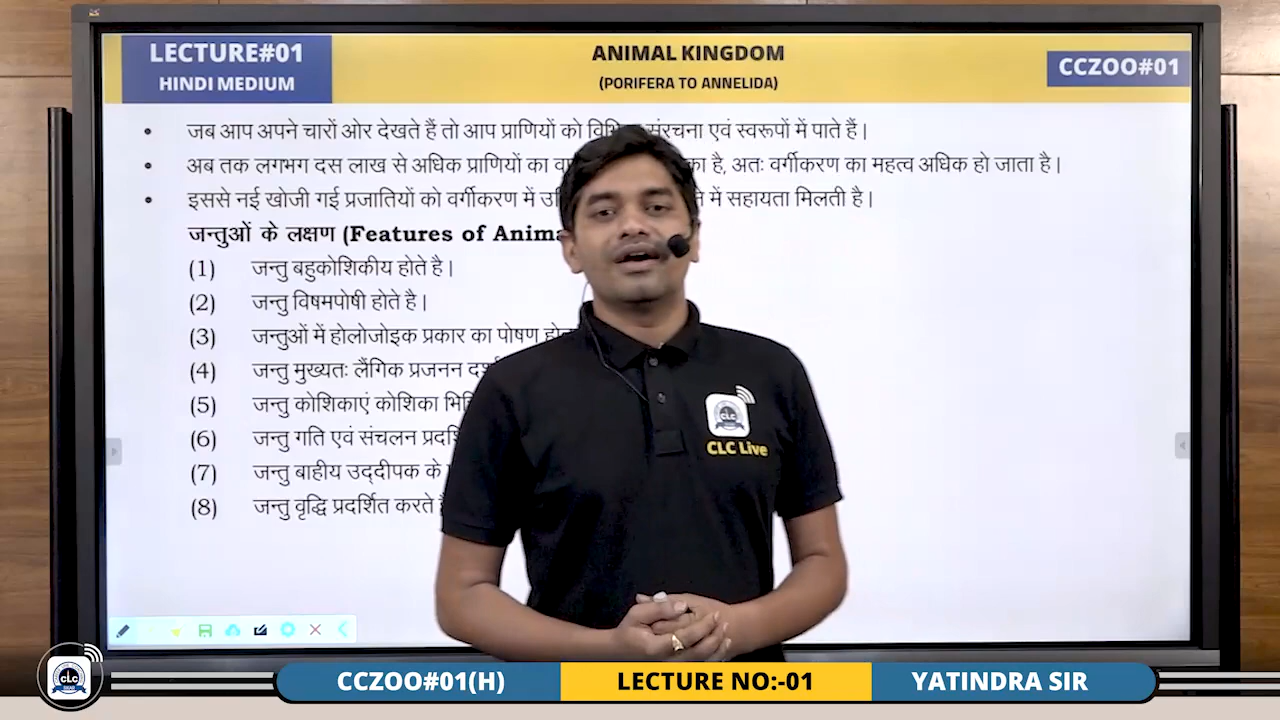 LECTURE#01
HINDI MEDIUM
ANIMAL KINGDOM
(PORIFERA TO ANNELIDA)
CCZOO#01
• जब आप अपने चारों ओर देखते हैं तो आप प्राणियों को संरचना एवं स्वरूपों में पाते हैं।
• अब तक लगभग दस लाख से अधिक प्राणियों का है, अतः वर्गीकरण का महत्व अधिक हो जाता है।
• इससे नई खोजी गई प्रजातियों को वर्गीकरण में में सहायता मिलती है।
जन्तुओं के लक्षण (Features of
(1) जन्तु बहुकोशिकीय होते है।
(2) जन्तु विषमपोषी होते है।
(3) जन्तुओं में होलोजोइक प्रकार का पोषण
(4) जन्तु मुख्यतः लैंगिक प्रजनन
(5) जन्तु कोशिकाएं कोशिका
(6) जन्तु गति एवं संचलन
(7) जन्तु बाहीय उद्दीपक के
(8) जन्तु वृद्धि प्रदर्शित करते
CLC
CLC Live
CLC
SIKAR
CCZOO#01(H)
LECTURE NO:-01
YATINDRA SIR